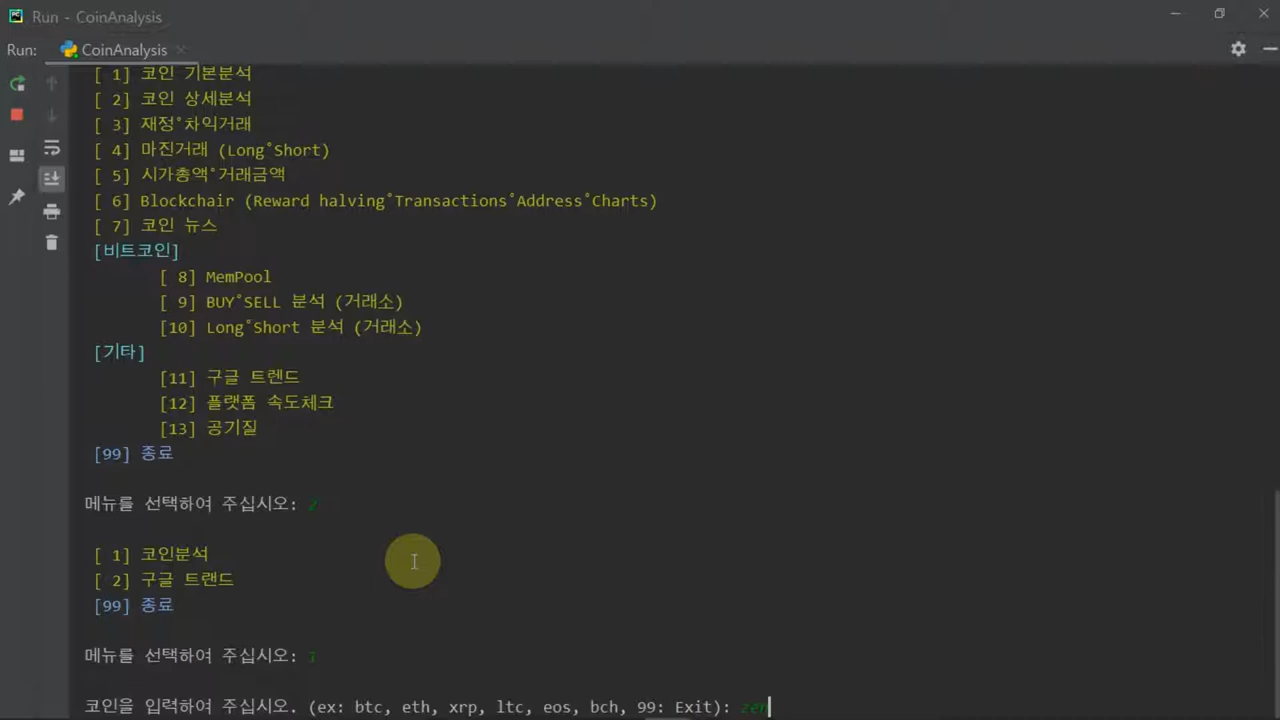 Run - CoinAnalysis
Run: CoinAnalysis
[ 1] 코인 기본분석
[ 2] 코인 상세분석
[ 3] 재정°차익거래
[ 4] 마진거래 (Long°Short)
[ 5] 시가총액°거래금액
[ 6] Blockchair (Reward halving°Transactions°Address°Charts)
[ 7] 코인 뉴스
[비트코인]
[ 8] MemPool
[ 9] BUY°SELL 분석 (거래소)
[10] Long°Short 분석 (거래소)
[기타]
[11] 구글 트렌드
[12] 플랫폼 속도체크
[13] 공기질
[99] 종료
메뉴를 선택하여 주십시오: 2
[ 1] 코인분석
[ 2] 구글 트랜드
[99] 종료
메뉴를 선택하여 주십시오: 1
코인을 입력하여 주십시오. (ex: btc, eth, xrp, ltc, eos, bch, 99: Exit): zen